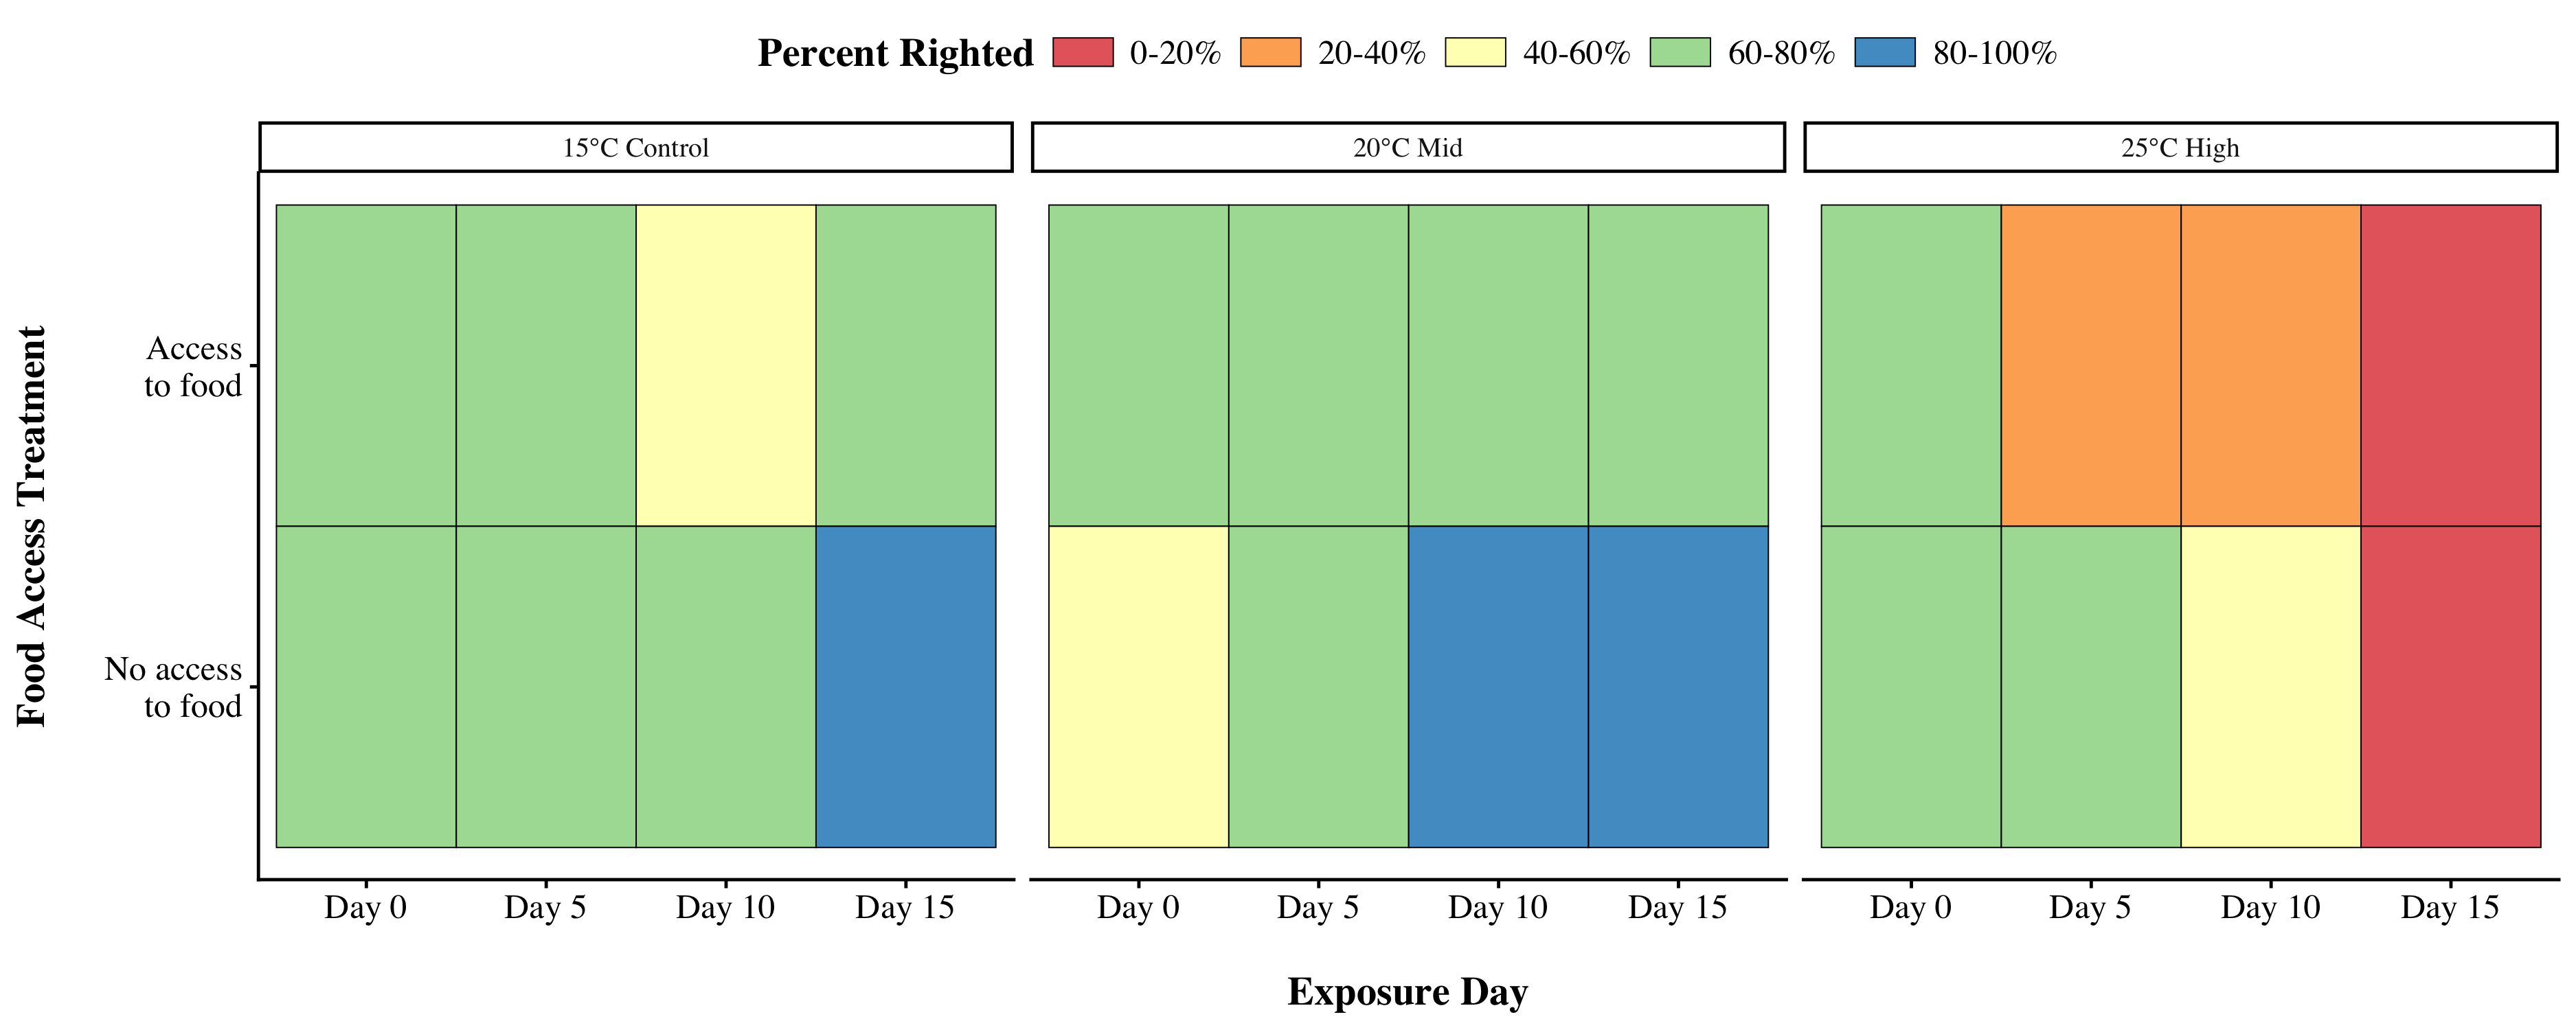 Percent Righted 0-20% 20-40% 40-60% 60-80% 80-100%
15°C Control 20°C Mid 25°C High
Food Access Treatment
Access
to food
No access
to food
Day 0 Day 5 Day 10 Day 15 Day 0 Day 5 Day 10 Day 15 Day 0 Day 5 Day 10 Day 15
Exposure Day